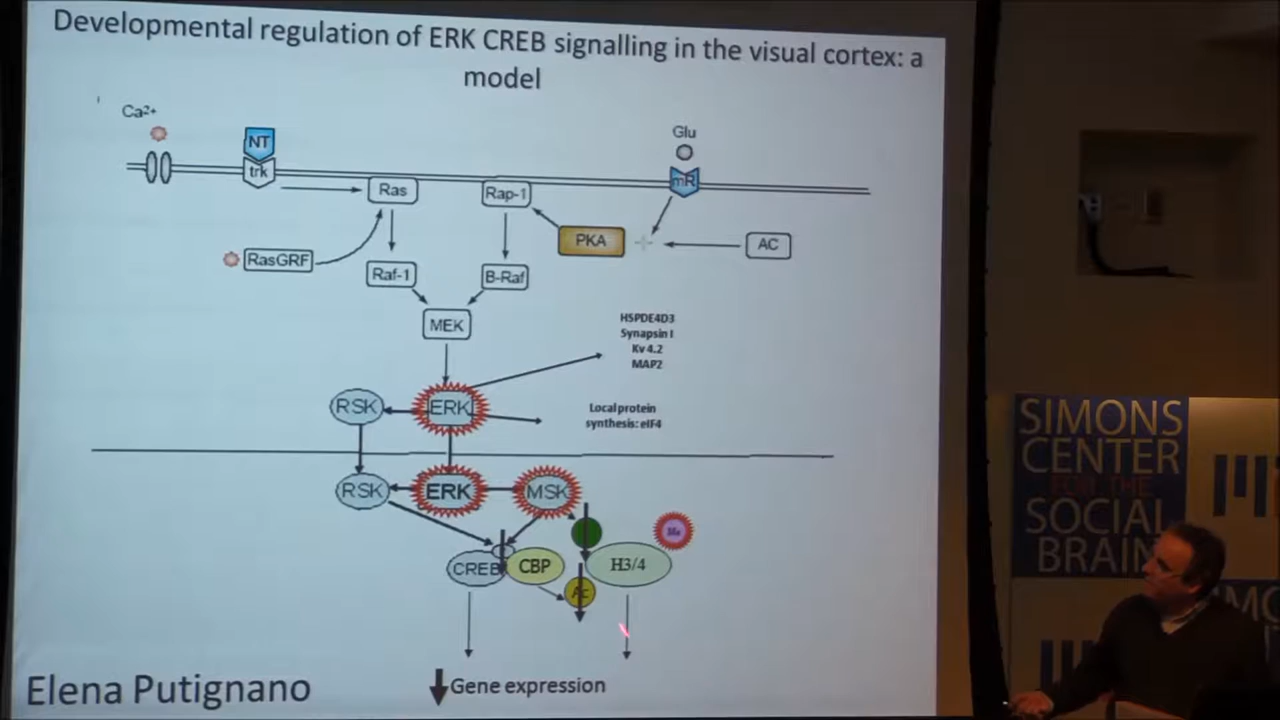 Developmental regulation of ERK CREB signalling in the visual cortex: a
model
Ca2+
NT
trk
Glu
mR
Ras
Rap-1
PKA
AC
RasGRF
Raf-1
B-Raf
MEK
HSPDE4D3
Synapsin I
Kv 4.2
MAP2
RSK
ERK
Local protein
synthesis: eIF4
RSK
ERK
MSK
Me
CREB
CBP
H3/4
Ac
Gene expression
Elena Putignano
SIMONS
CENTER
FOR THE
SOCIAL
BRAIN